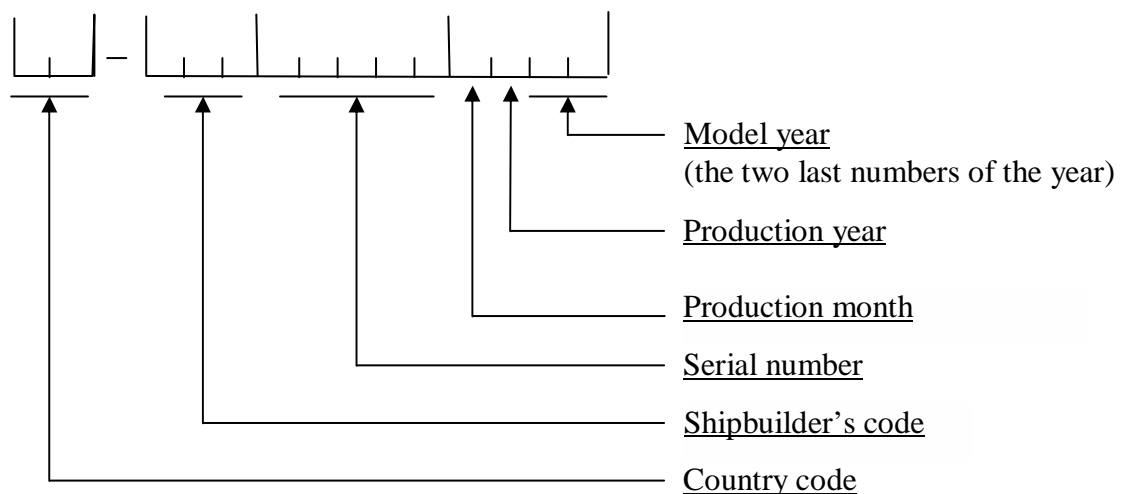 –
Model year
(the two last numbers of the year)
Production year
Production month
Serial number
Shipbuilder’s code
Country code